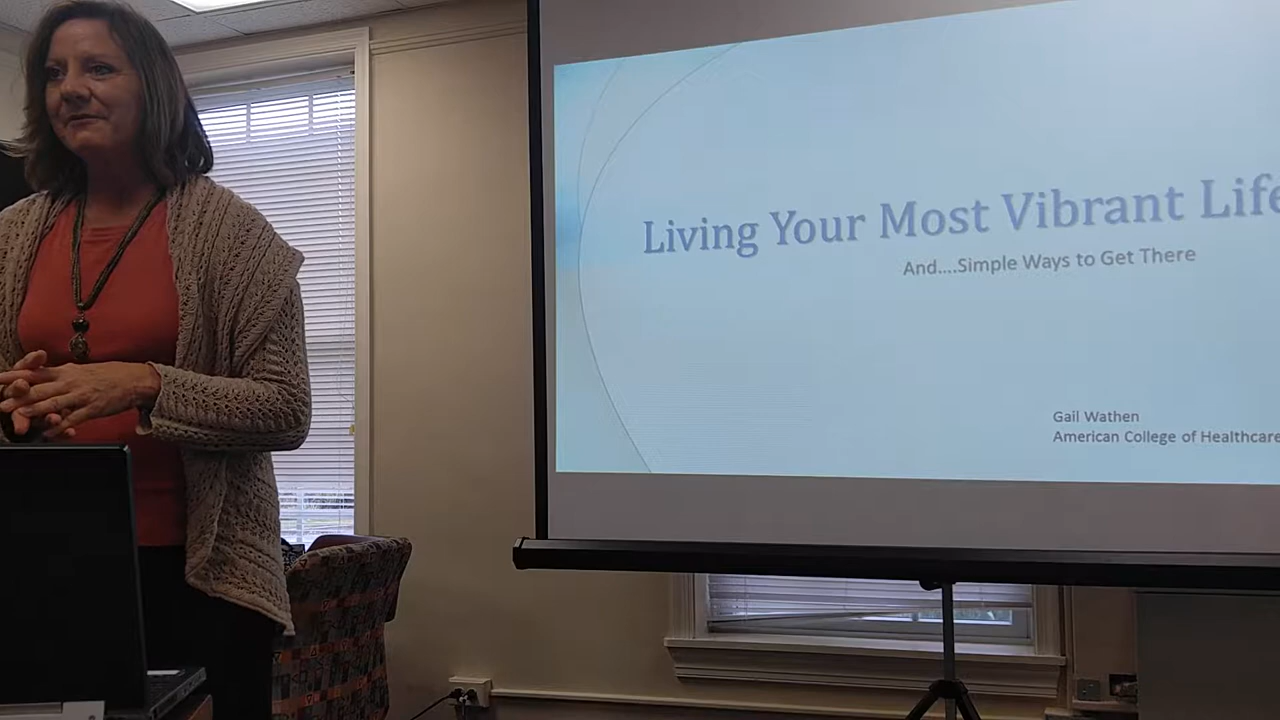 Living Your Most Vibrant Life
And....Simple Ways to Get There
Gail Wathen
American College of Healthcare